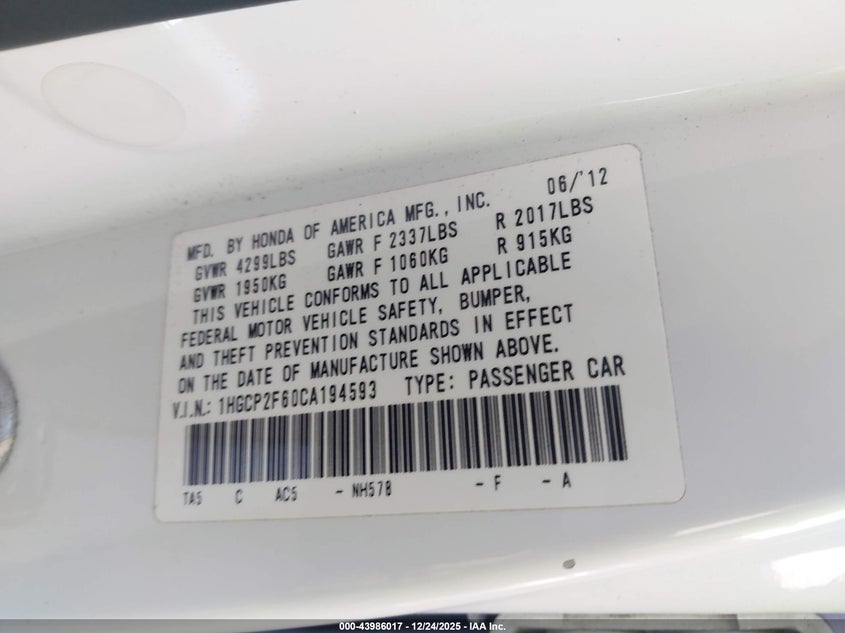 MFD. BY HONDA OF AMERICA MFG., INC. 06/'12
GVWR 4299LBS GAWR F 2337LBS R 2017LBS
GVWR 1950KG GAWR F 1060KG R 915KG
THIS VEHICLE CONFORMS TO ALL APPLICABLE
FEDERAL MOTOR VEHICLE SAFETY, BUMPER,
AND THEFT PREVENTION STANDARDS IN EFFECT
ON THE DATE OF MANUFACTURE SHOWN ABOVE.
V.I.N.: 1HGCP2F60CA194593 TYPE: PASSENGER CAR
TA5 C AC5 - NH578 - F - A
000-43986017 • 12/24/2025 • IAA Inc.